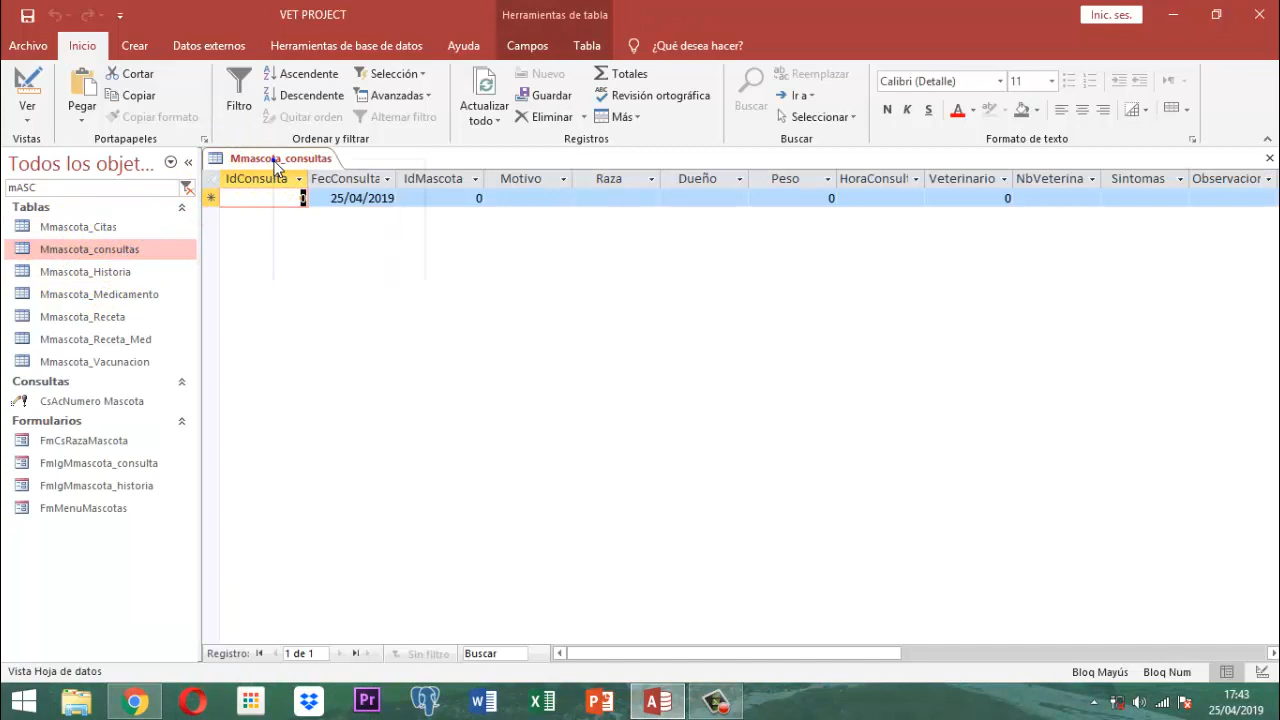 VET PROJECT
Herramientas de tabla
Inic. ses.
Archivo Inicio Crear Datos externos Herramientas de base de datos Ayuda Campos Tabla ¿Qué desea hacer?
Ver
Vistas
Pegar
Cortar
Copiar
Copiar formato
Portapapeles
Filtro
Ascendente
Descendente
Quitar orden
Selección
Avanzadas
Alternar filtro
Ordenar y filtrar
Actualizar
todo
Nuevo
Guardar
Eliminar
Totales
Revisión ortográfica
Más
Registros
Buscar
Reemplazar
Ir a
Seleccionar
Buscar
Calibri (Detalle) 11
N K S A
Formato de texto
Todos los objet...
mASC
Tablas
Mmascota_Citas
Mmascota_consultas
Mmascota_Historia
Mmascota_Medicamento
Mmascota_Receta
Mmascota_Receta_Med
Mmascota_Vacunacion
Consultas
CsAcNumero Mascota
Formularios
FmCsRazaMascota
FmIgMmascota_consulta
FmIgMmascota_historia
FmMenuMascotas
Mmascota_consultas
IdConsulta FecConsulta IdMascota Motivo Raza Dueño Peso HoraConsult Veterinario NbVeterina Sintomas Observacion
0 25/04/2019 0 0 0
Registro: 1 de 1 Sin filtro Buscar
Vista Hoja de datos
Bloq Mayús Bloq Num
17:43
25/04/2019